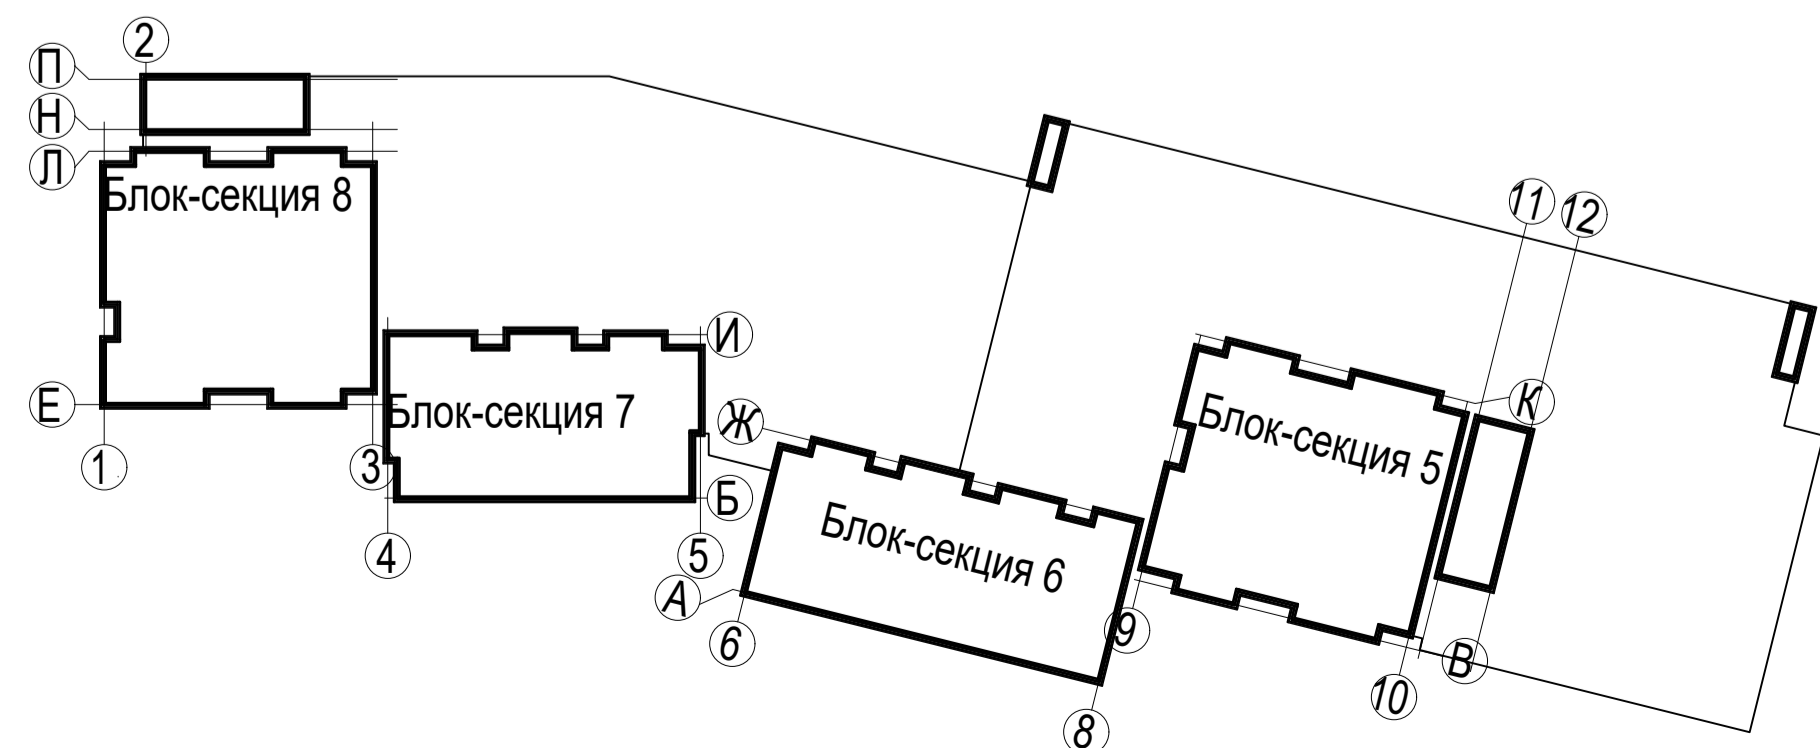 2
П
Н
Л
Блок-секция 8
Е
1
3
И
Блок-секция 7
Б
4
5
Ж
Блок-секция 6
А
6
8
11
12
К
Блок-секция 5
9
В
10